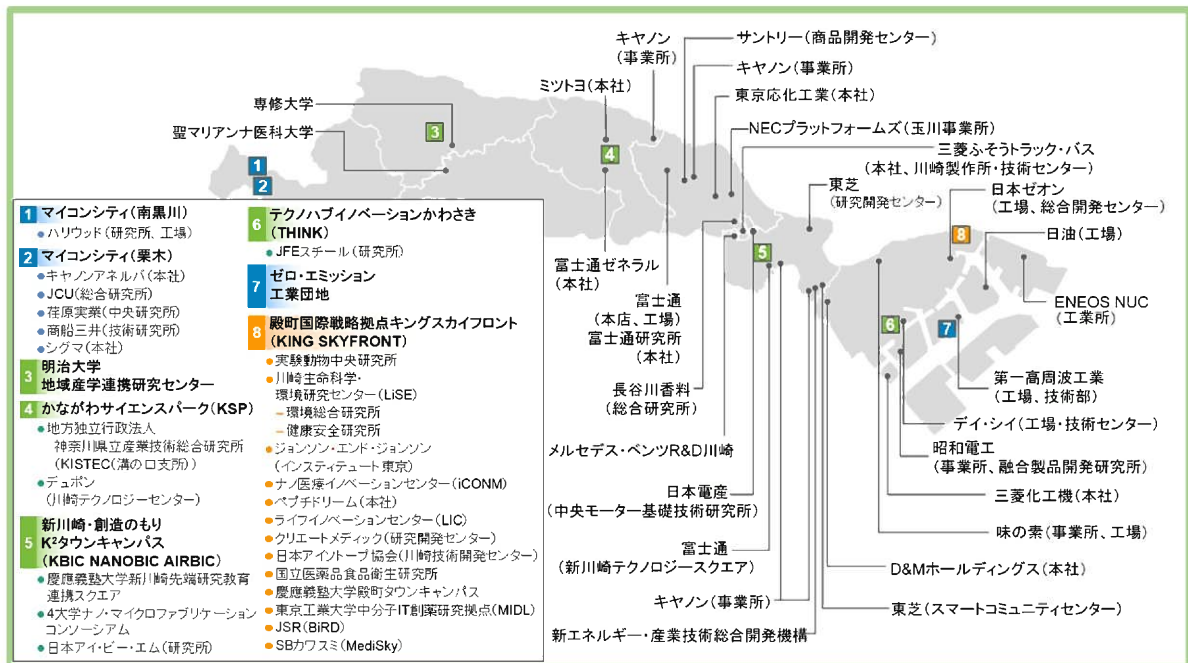 キヤノン
(事業所)
サントリー(商品開発センター)
キヤノン(事業所)
ミツトヨ(本社)
東京応化工業(本社)
専修大学
聖マリアンナ医科大学
NECプラットフォームズ(玉川事業所)
三菱ふそうトラック・バス
(本社、川崎製作所・技術センター)
東芝
(研究開発センター)
日本ゼオン
(工場、総合開発センター)
日油(工場)
ENEOS NUC
(工業所)
3
4
1
2
5
8
6
7
富士通ゼネラル
(本社)
富士通
(本店、工場)
富士通研究所
(本社)
長谷川香料
(総合研究所)
メルセデス・ベンツR&D川崎
日本電産
(中央モーター基礎技術研究所)
富士通
(新川崎テクノロジースクエア)
キヤノン(事業所)
新エネルギー・産業技術総合開発機構
第一高周波工業
(工場、技術部)
デイ・シイ(工場・技術センター)
昭和電工
(事業所、融合製品開発研究所)
三菱化工機(本社)
味の素(事業所、工場)
D&Mホールディングス(本社)
東芝(スマートコミュニティセンター)
1 マイコンシティ(南黒川)
●ハリウッド(研究所、工場)
2 マイコンシティ(栗木)
●キヤノンアネルバ(本社)
●JCU(総合研究所)
●荏原実業(中央研究所)
●商船三井(技術研究所)
●シグマ(本社)
3 明治大学
地域産学連携研究センター
4 かながわサイエンスパーク(KSP)
●地方独立行政法人
神奈川県立産業技術総合研究所
(KISTEC(溝の口支所))
●デュポン
(川崎テクノロジーセンター)
5 新川崎・創造のもり
K²タウンキャンパス
(KBIC NANOBIC AIRBIC)
●慶應義塾大学新川崎先端研究教育
連携スクエア
●4大学ナノ・マイクロファブリケーション
コンソーシアム
●日本アイ・ビー・エム(研究所)
6 テクノハブイノベーションかわさき
(THINK)
●JFEスチール(研究所)
7 ゼロ・エミッション
工業団地
8 殿町国際戦略拠点キングスカイフロント
(KING SKYFRONT)
●実験動物中央研究所
●川崎生命科学・
環境研究センター(LiSE)
－環境総合研究所
－健康安全研究所
●ジョンソン・エンド・ジョンソン
(インスティテュート東京)
●ナノ医療イノベーションセンター(iCONM)
●ペプチドリーム(本社)
●ライフイノベーションセンター(LIC)
●クリエートメディック(研究開発センター)
●日本アイソトープ協会(川崎技術開発センター)
●国立医薬品食品衛生研究所
●慶應義塾大学殿町タウンキャンパス
●東京工業大学中分子IT創薬研究拠点(MIDL)
●JSR(BiRD)
●SBカワスミ(MediSky)